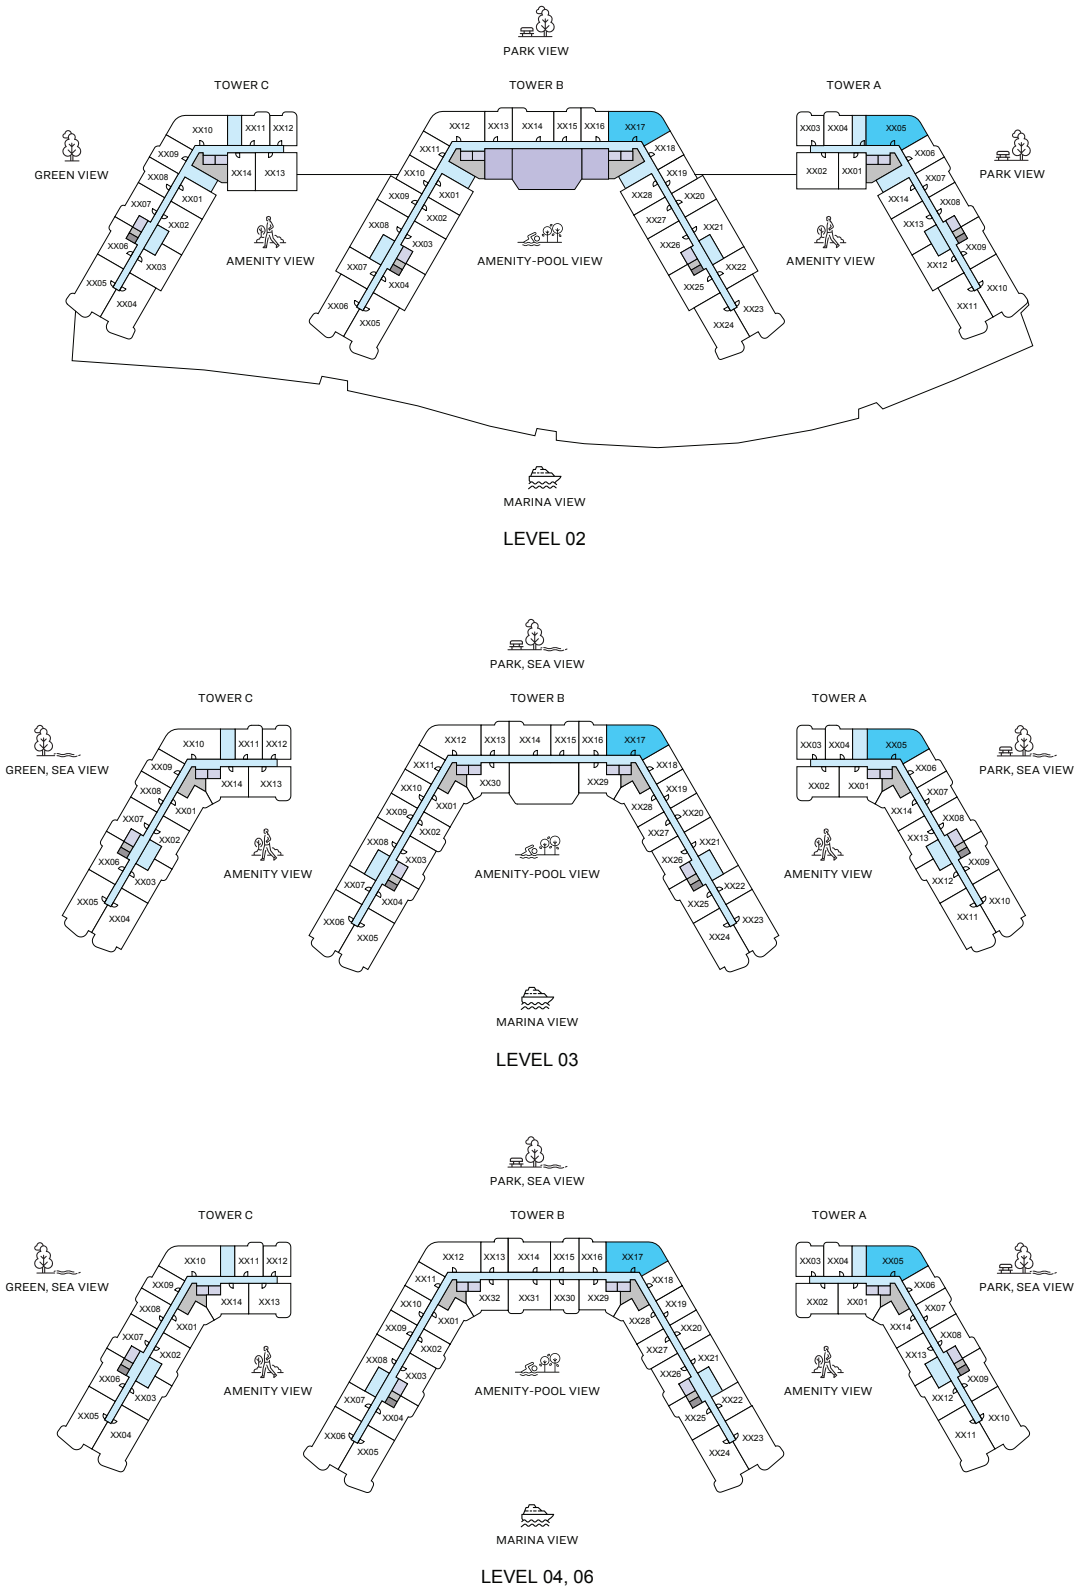 PARK VIEW
TOWER C
TOWER B
TOWER A
XX10
XX11
XX12
XX12
XX13
XX14
XX15
XX16
XX17
XX03
XX04
XX05
GREEN VIEW
XX09
XX08
XX07
XX06
XX05
XX04
XX03
XX02
XX01
XX14
XX13
XX11
XX10
XX09
XX08
XX07
XX06
XX05
XX04
XX03
XX02
XX01
XX18
XX19
XX20
XX21
XX22
XX23
XX24
XX25
XX26
XX27
XX28
XX02
XX01
XX06
XX07
XX08
XX09
XX10
XX11
XX12
XX13
XX14
PARK VIEW
AMENITY VIEW
AMENITY-POOL VIEW
AMENITY VIEW
MARINA VIEW
LEVEL 02
PARK, SEA VIEW
TOWER C
TOWER B
TOWER A
XX10
XX11
XX12
XX12
XX13
XX14
XX15
XX16
XX17
XX03
XX04
XX05
GREEN, SEA VIEW
XX09
XX08
XX07
XX06
XX05
XX04
XX03
XX02
XX01
XX14
XX13
XX11
XX10
XX09
XX08
XX07
XX06
XX05
XX04
XX03
XX02
XX01
XX30
XX29
XX18
XX19
XX20
XX21
XX22
XX23
XX24
XX25
XX26
XX27
XX28
XX02
XX01
XX06
XX07
XX08
XX09
XX10
XX11
XX12
XX13
XX14
PARK, SEA VIEW
AMENITY VIEW
AMENITY-POOL VIEW
AMENITY VIEW
MARINA VIEW
LEVEL 03
PARK, SEA VIEW
TOWER C
TOWER B
TOWER A
XX10
XX11
XX12
XX12
XX13
XX14
XX15
XX16
XX17
XX03
XX04
XX05
GREEN, SEA VIEW
XX09
XX08
XX07
XX06
XX05
XX04
XX03
XX02
XX01
XX14
XX13
XX11
XX10
XX09
XX08
XX07
XX06
XX05
XX04
XX03
XX02
XX01
XX32
XX31
XX30
XX29
XX18
XX19
XX20
XX21
XX22
XX23
XX24
XX25
XX26
XX27
XX28
XX02
XX01
XX06
XX07
XX08
XX09
XX10
XX11
XX12
XX13
XX14
PARK, SEA VIEW
AMENITY VIEW
AMENITY-POOL VIEW
AMENITY VIEW
MARINA VIEW
LEVEL 04, 06